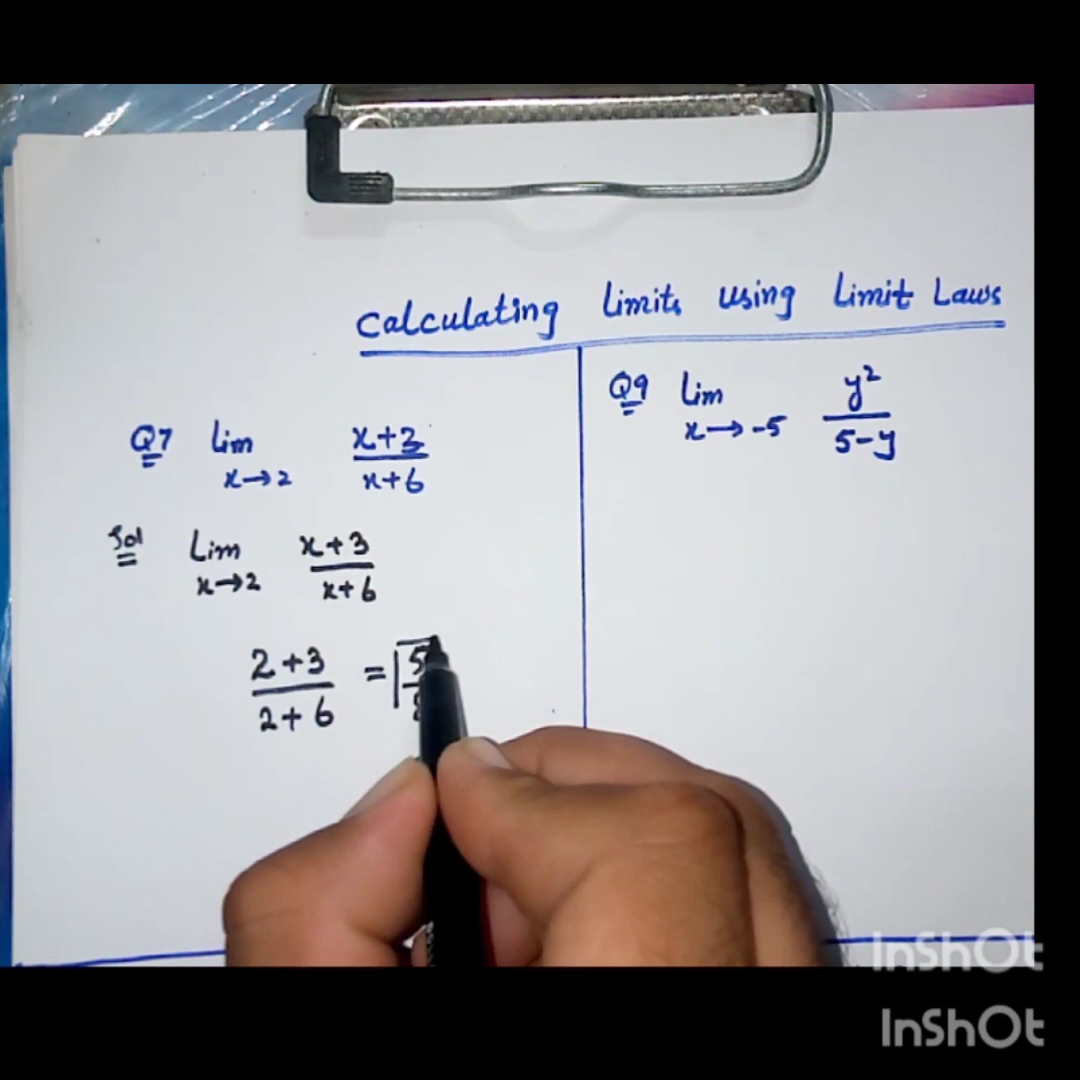 Calculating Limits using Limit Laws
Q7 lim x→2 x+3/x+6
Sol Lim x→2 x+3/x+6
2+3/2+6 = 5
Q9 Lim x→-5 y²/5-y
InShOt
InShOt